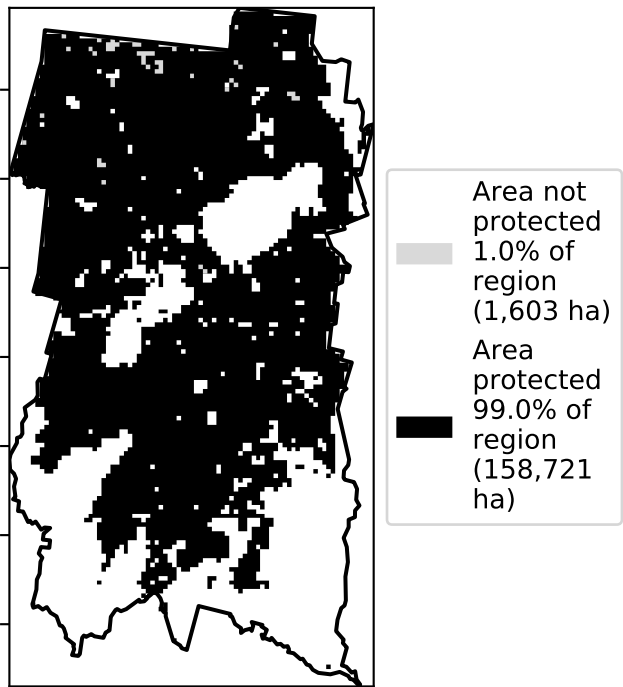 Area not
protected
1.0% of
region
(1,603 ha)
Area
protected
99.0% of
region
(158,721
ha)